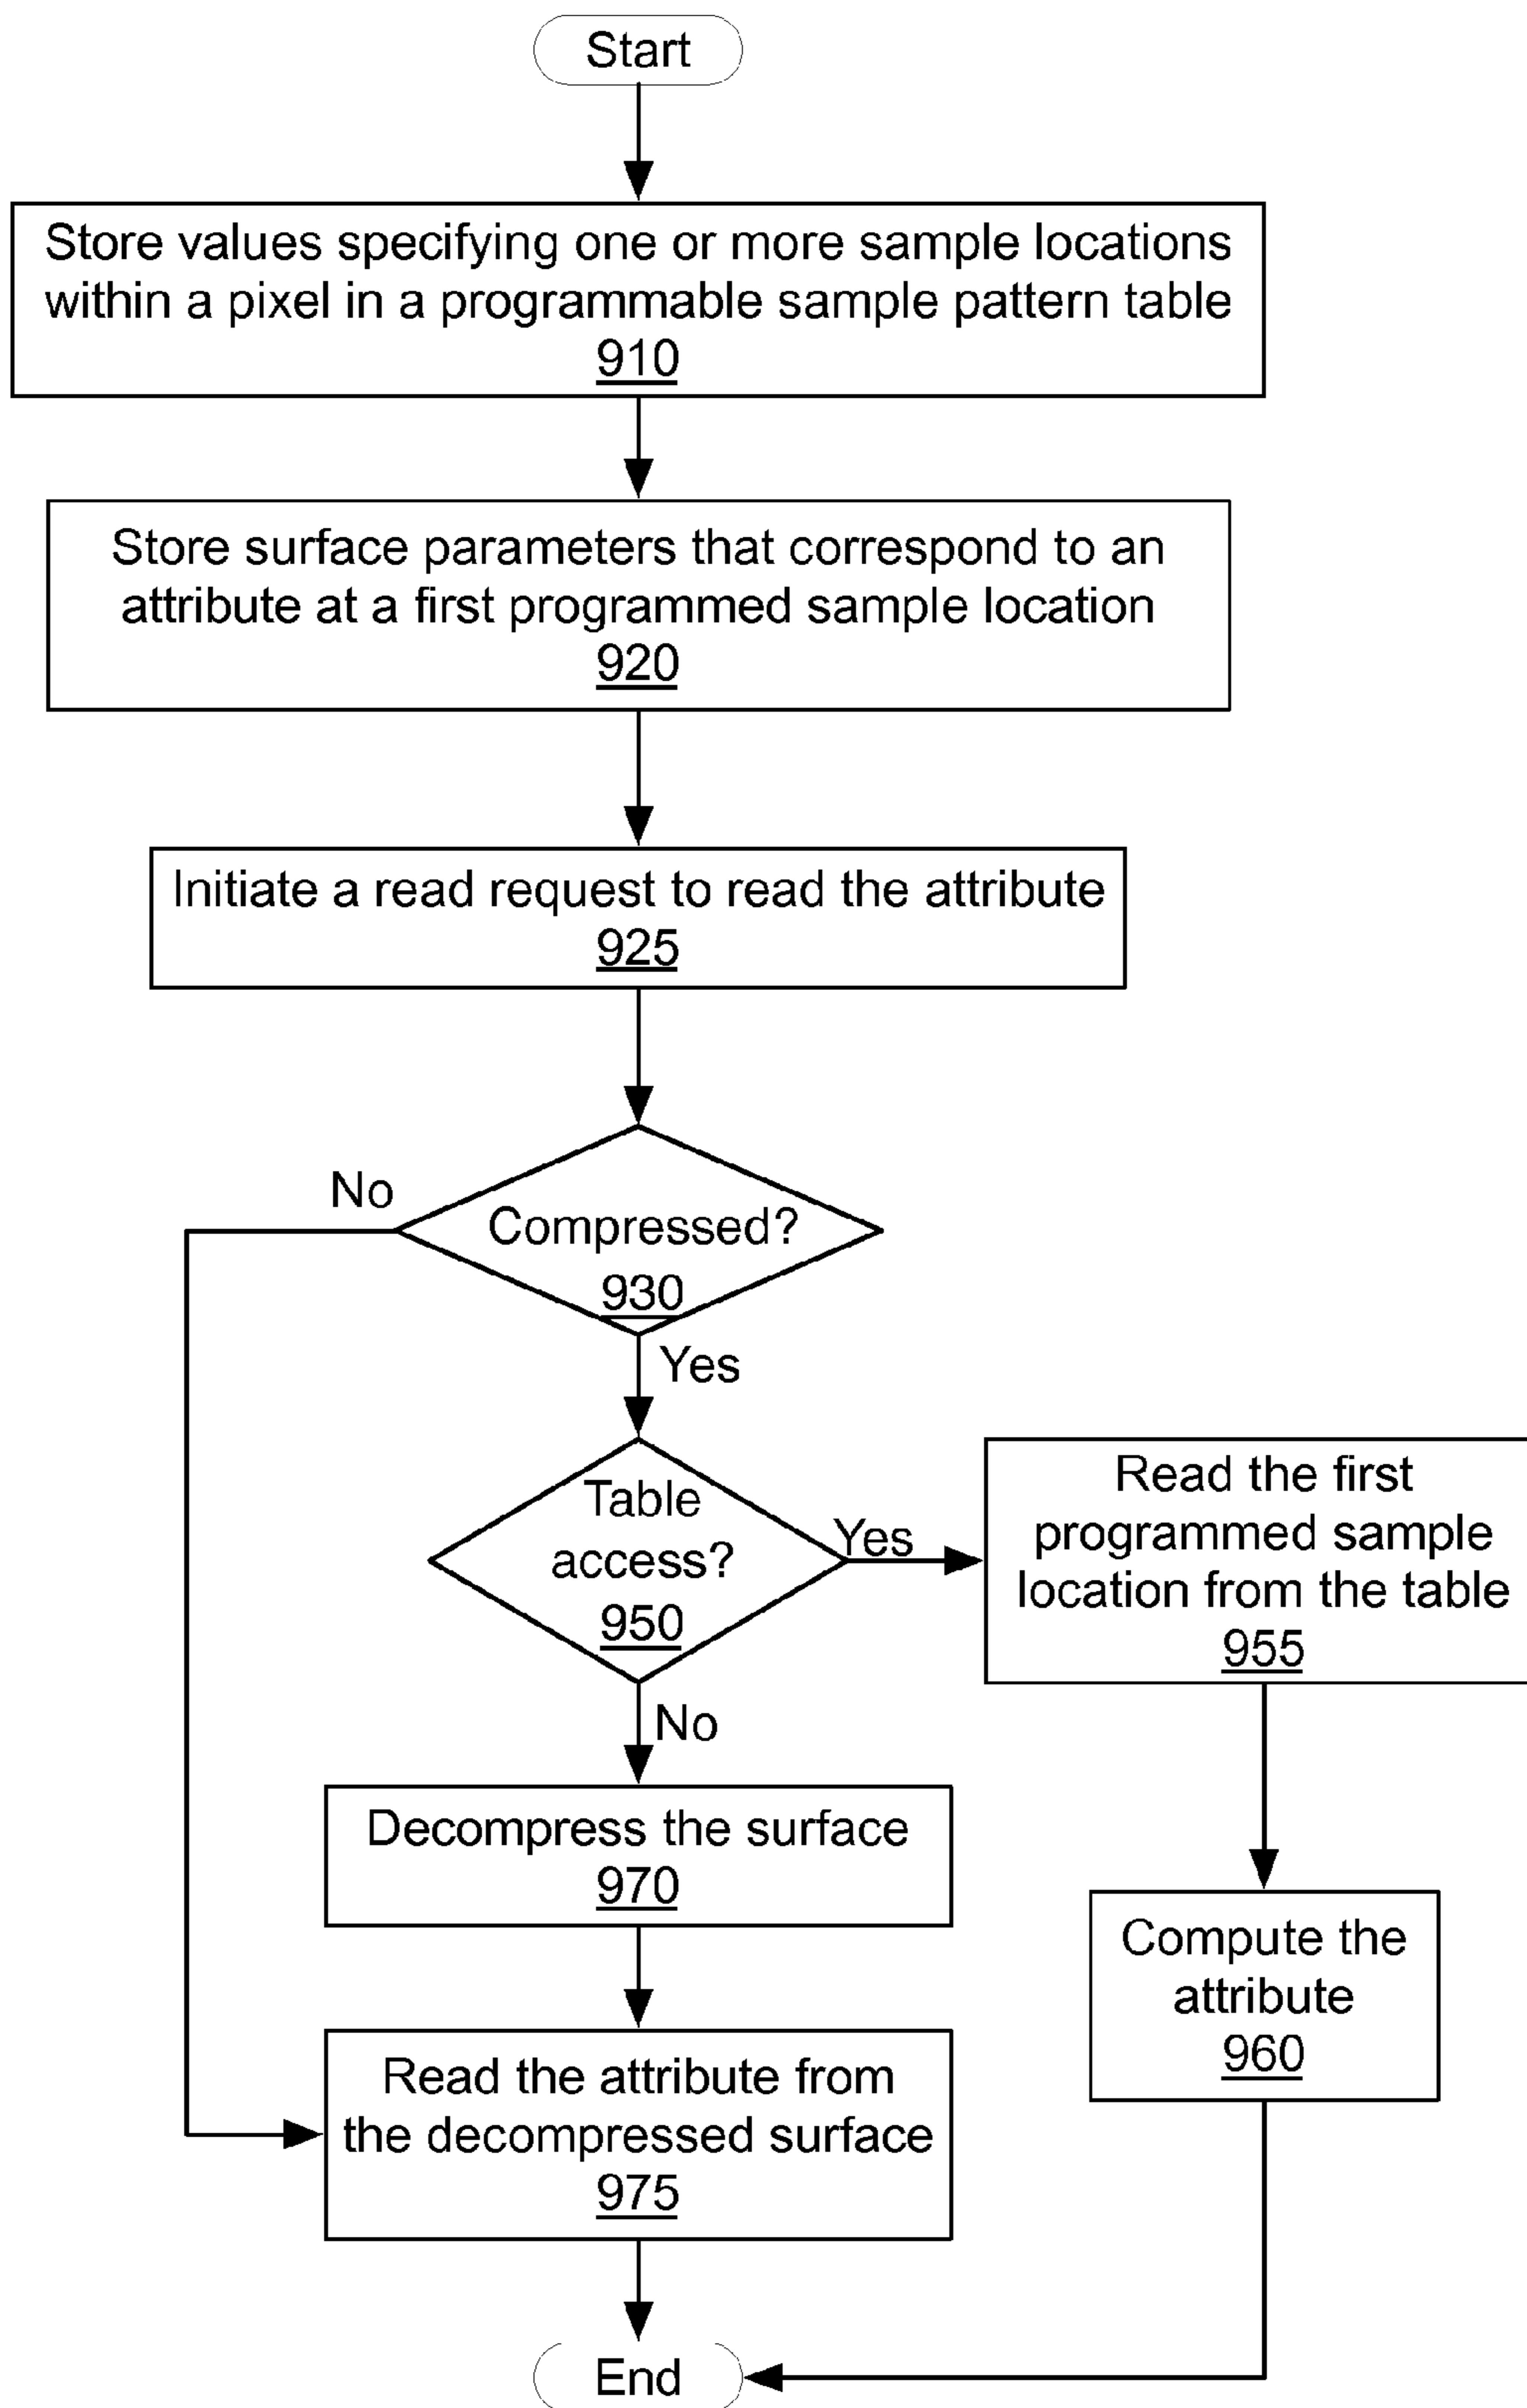 Start
Store values specifying one or more sample locations
within a pixel in a programmable sample pattern table
910
Store surface parameters that correspond to an
attribute at a first programmed sample location
920
Initiate a read request to read the attribute
925
No
Compressed?
930
Yes
Table
access?
950
Yes
Read the first
programmed sample
location from the table
955
No
Decompress the surface
970
Compute the
attribute
960
Read the attribute from
the decompressed surface
975
End